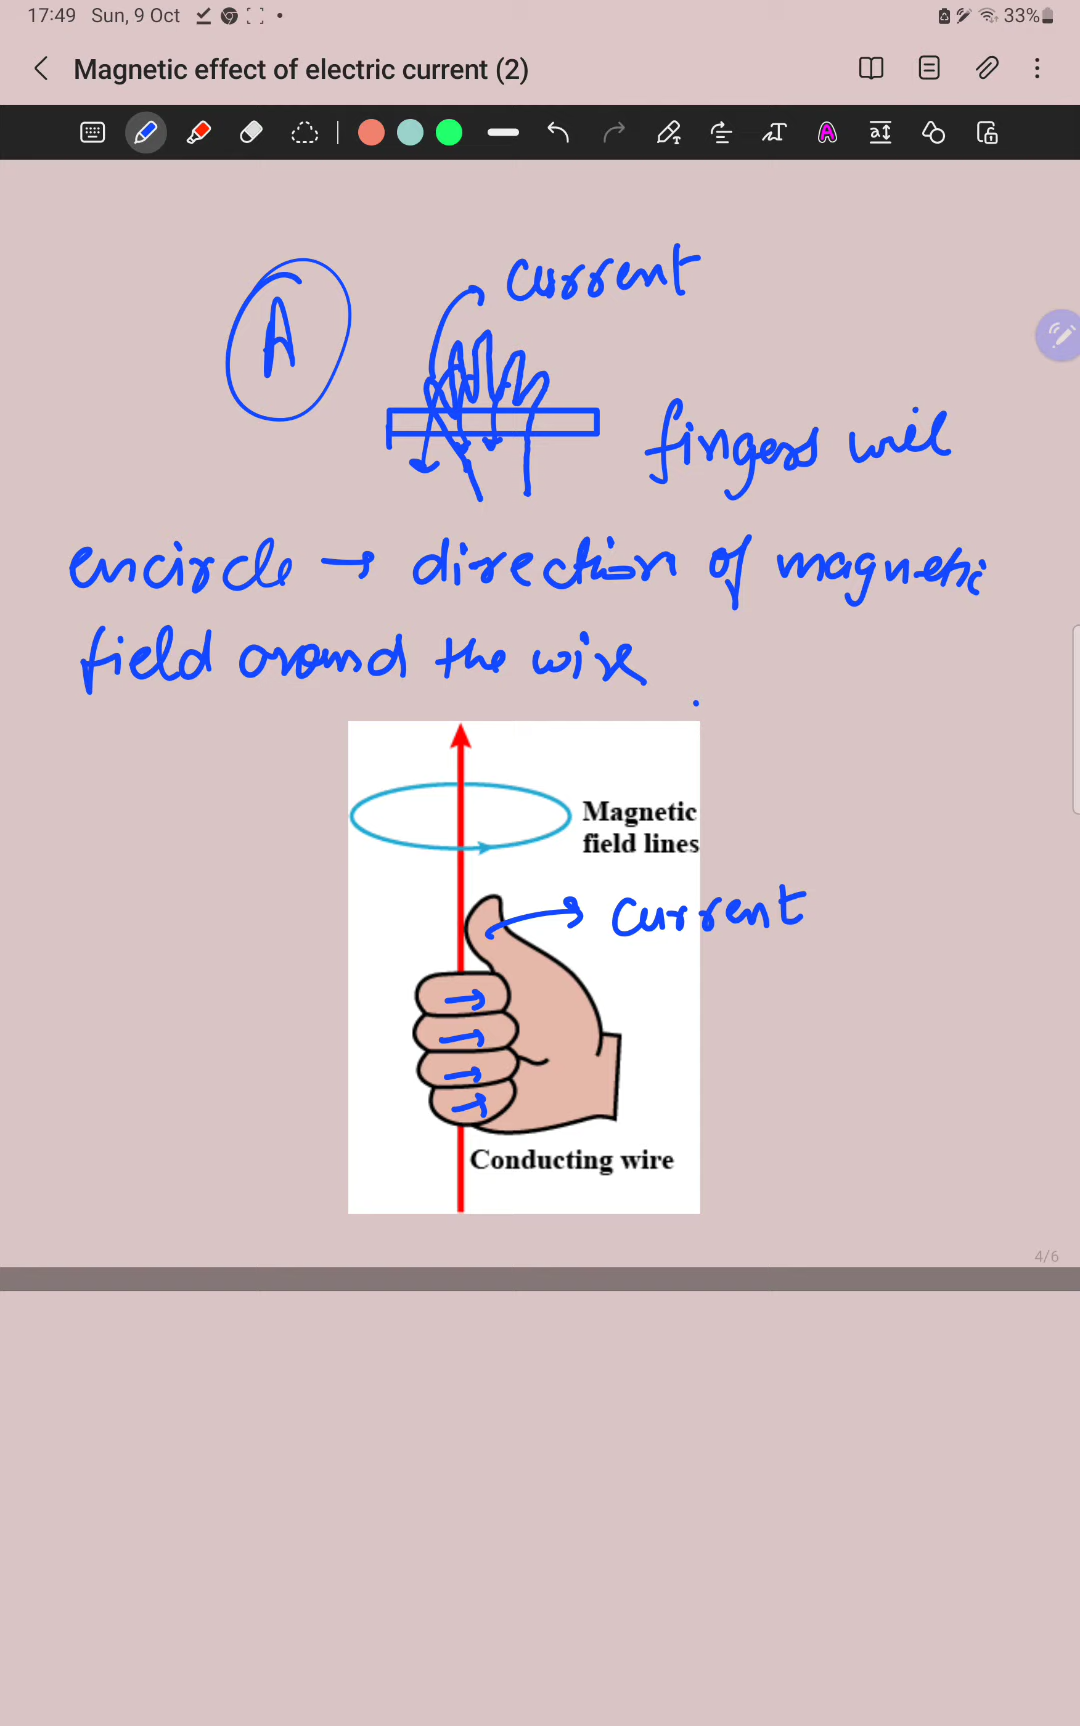 17:49 Sun, 9 Oct 33%
Magnetic effect of electric current (2)
A
current
fingers will
encircle → direction of magnetic
field around the wire
Magnetic
field lines
→ current
Conducting wire
4/6